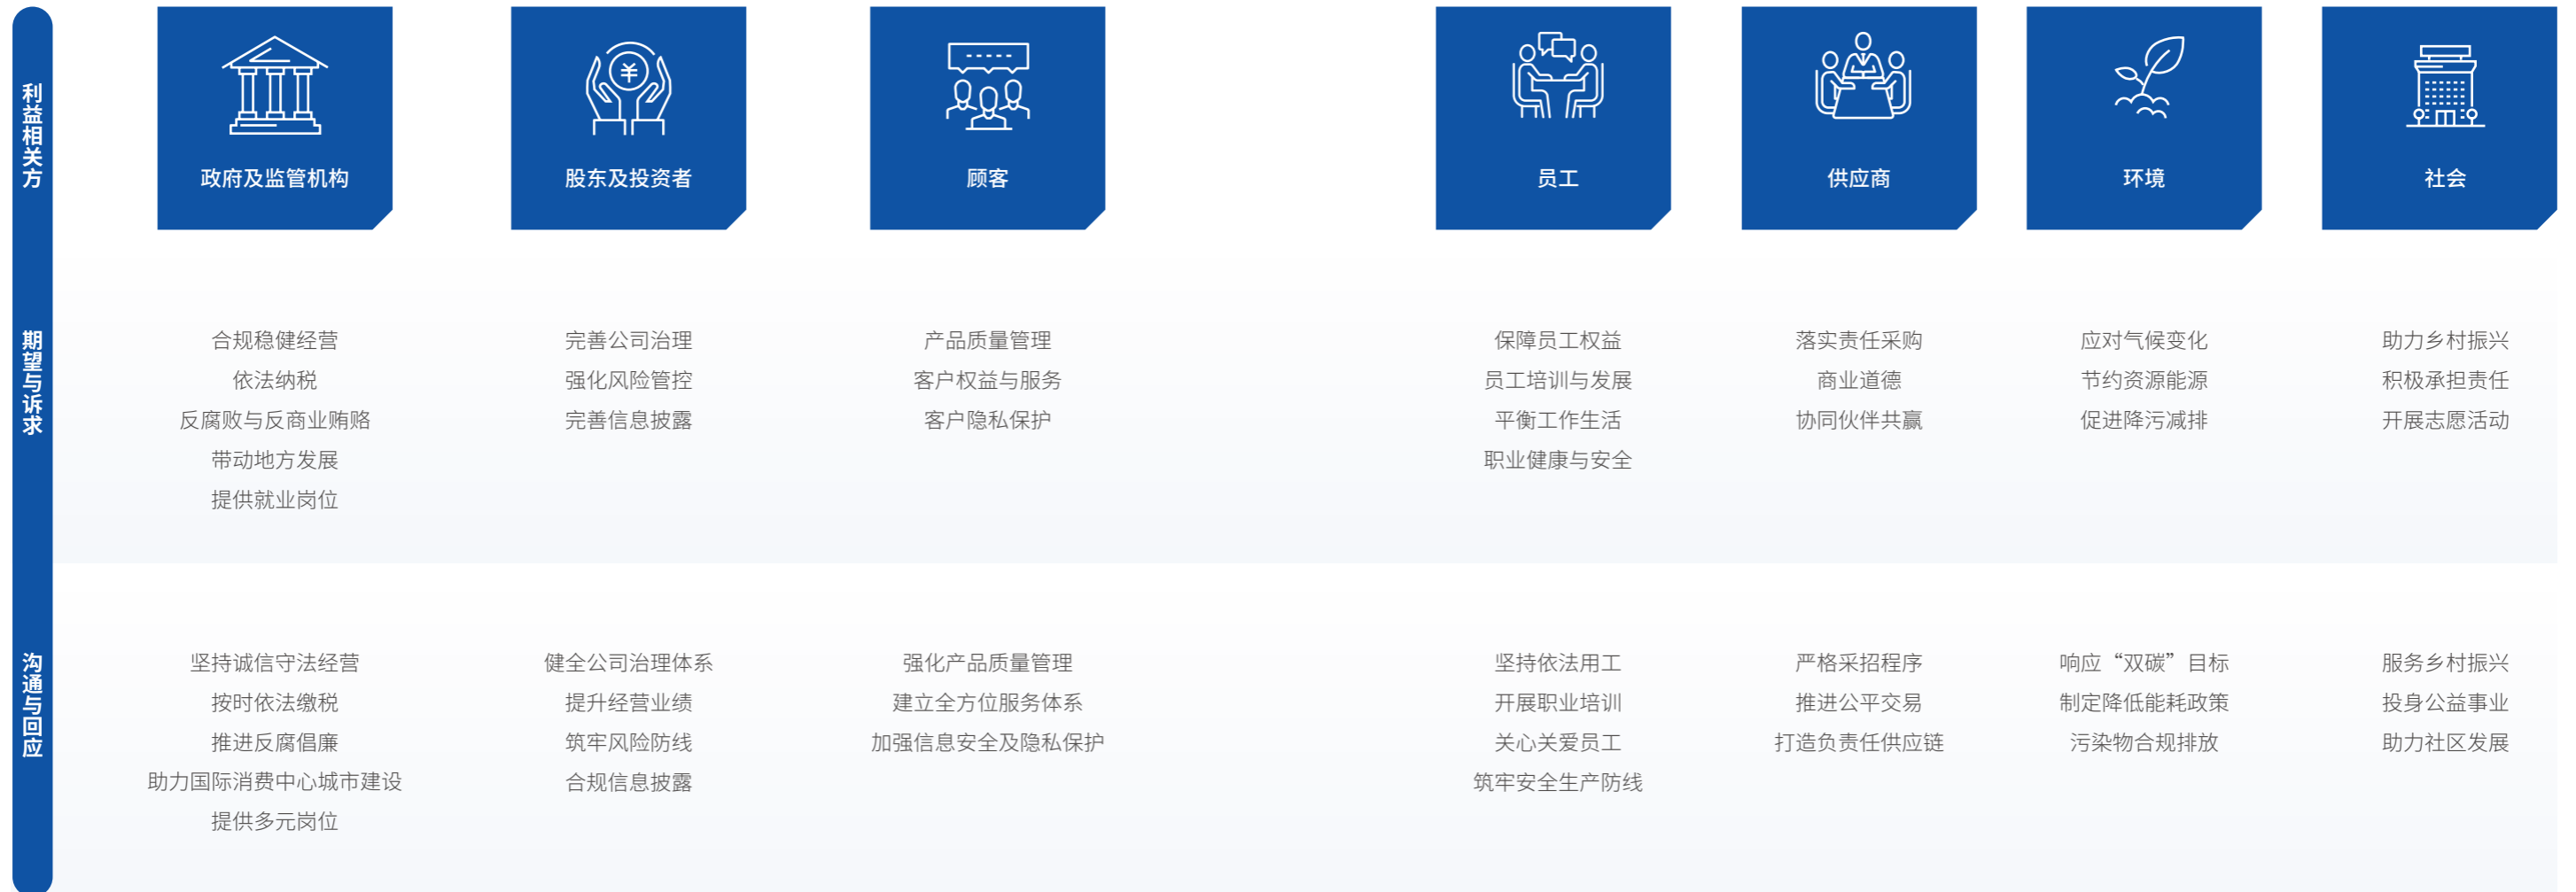 利益相关方
政府及监管机构
股东及投资者
顾客
员工
供应商
环境
社会
期望与诉求
合规稳健经营
依法纳税
反腐败与反商业贿赂
带动地方发展
提供就业岗位
完善公司治理
强化风险管控
完善信息披露
产品质量管理
客户权益与服务
客户隐私保护
保障员工权益
员工培训与发展
平衡工作生活
职业健康与安全
落实责任采购
商业道德
协同伙伴共赢
应对气候变化
节约资源能源
促进降污减排
助力乡村振兴
积极承担责任
开展志愿活动
沟通与回应
坚持诚信守法经营
按时依法缴税
推进反腐倡廉
助力国际消费中心城市建设
提供多元岗位
健全公司治理体系
提升经营业绩
筑牢风险防线
合规信息披露
强化产品质量管理
建立全方位服务体系
加强信息安全及隐私保护
坚持依法用工
开展职业培训
关心关爱员工
筑牢安全生产防线
严格采招程序
推进公平交易
打造负责任供应链
响应“双碳”目标
制定降低能耗政策
污染物合规排放
服务乡村振兴
投身公益事业
助力社区发展